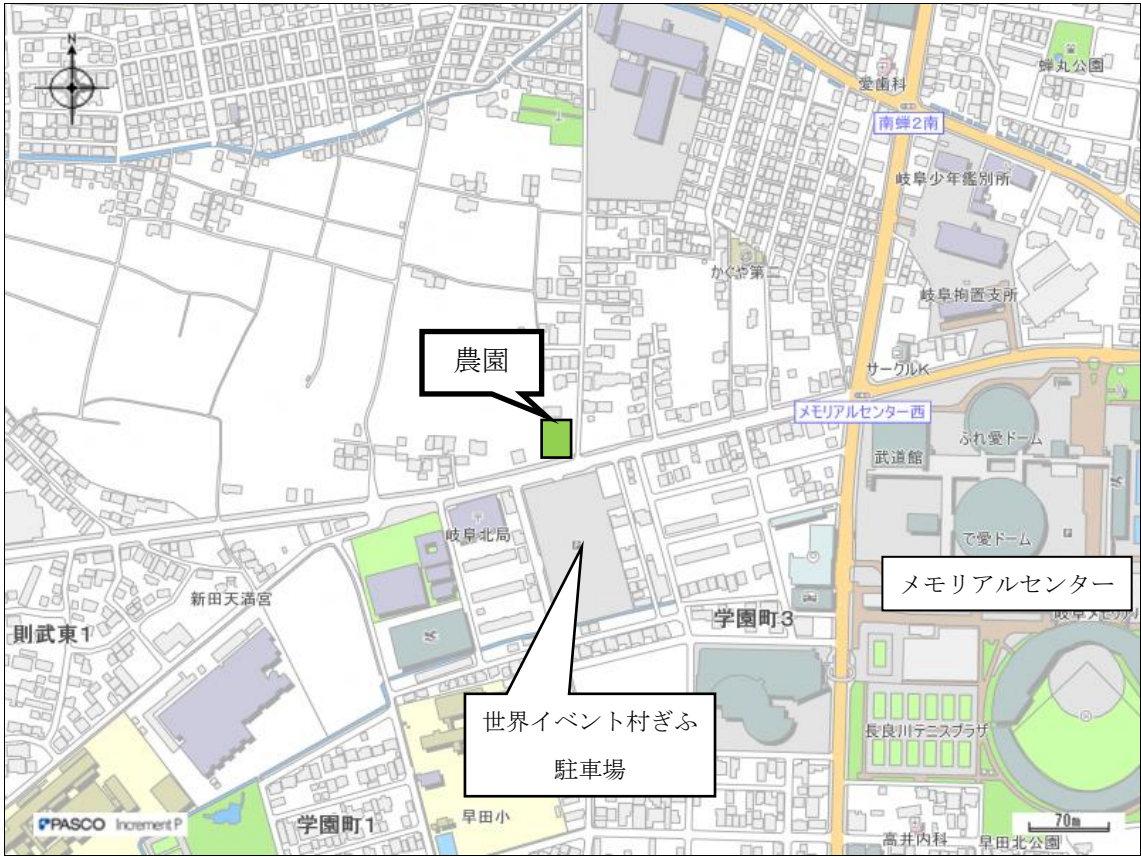 N
蝉丸公園
愛歯科
南蝉2南
岐阜少年鑑別所
かぐや第二
岐阜拘置支所
農園
サークルK
メモリアルセンター西
ふれ愛ドーム
武道館
岐阜北局
で愛ドーム
メモリアルセンター
新田天満宮
則武東1
学園町3
世界イベント村ぎふ
駐車場
長良川テニスプラザ
PASCO Increment P
学園町1
早田小
高井内科
早田北公園
70m